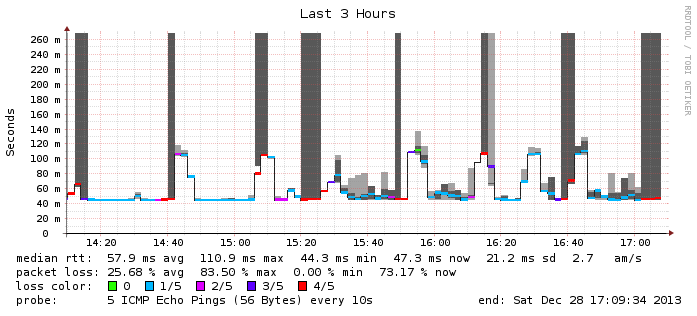 Last 3 Hours
RRDTOOL / TOBI OETIKER
Seconds
260 m
240 m
220 m
200 m
180 m
160 m
140 m
120 m
100 m
80 m
60 m
40 m
20 m
0
14:20 14:40 15:00 15:20 15:40 16:00 16:20 16:40 17:00
median rtt: 57.9 ms avg 110.9 ms max 44.3 ms min 47.3 ms now 21.2 ms sd 2.7 am/s
packet loss: 25.68 % avg 83.50 % max 0.00 % min 73.17 % now
loss color: 0 1/5 2/5 3/5 4/5
probe: 5 ICMP Echo Pings (56 Bytes) every 10s end: Sat Dec 28 17:09:34 2013